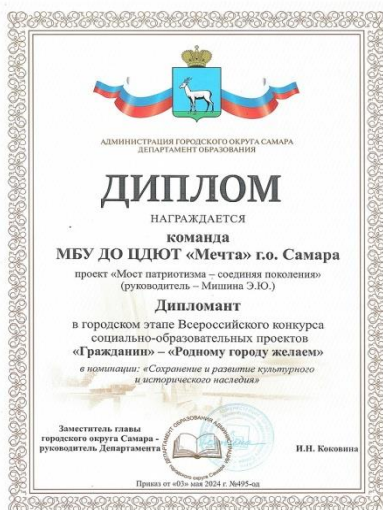 АДМИНИСТРАЦИЯ ГОРОДСКОГО ОКРУГА САМАРА
ДЕПАРТАМЕНТ ОБРАЗОВАНИЯ
ДИПЛОМ
НАГРАЖДАЕТСЯ
команда
МБУ ДО ЦДЮТ «Мечта» г.о. Самара
проект «Мост патриотизма – соединяя поколения»
(руководитель – Мишина Э.Ю.)
Дипломант
в городском этапе Всероссийского конкурса
социально-образовательных проектов
«Гражданин» – «Родному городу желаем»
в номинации: «Сохранение и развитие культурного
и исторического наследия»
Заместитель главы
городского округа Самара -
руководитель Департамента
И.Н. Коковина
Приказ от «03» мая 2024 г. №495-од